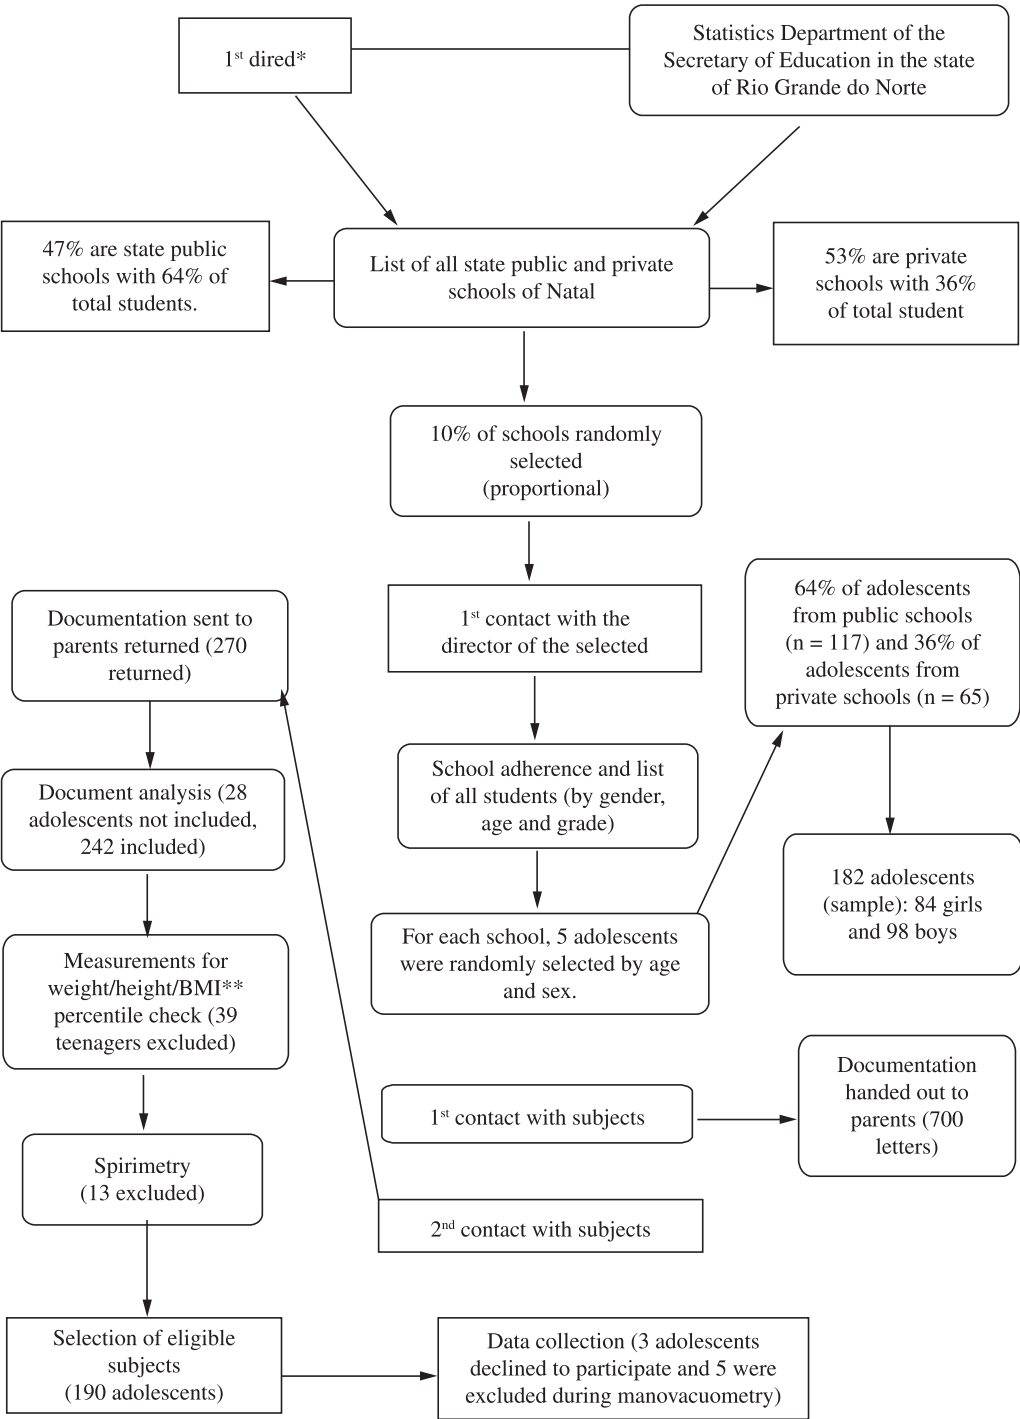 1st dired*
Statistics Department of the
Secretary of Education in the state
of Rio Grande do Norte
47% are state public
schools with 64% of
total students.
List of all state public and private
schools of Natal
53% are private
schools with 36%
of total student
10% of schools randomly
selected
(proportional)
1st contact with the
director of the selected
School adherence and list
of all students (by gender,
age and grade)
For each school, 5 adolescents
were randomly selected by age
and sex.
64% of adolescents
from public schools
(n = 117) and 36% of
adolescents from
private schools (n = 65)
182 adolescents
(sample): 84 girls
and 98 boys
1st contact with subjects
Documentation
handed out to
parents (700
letters)
2nd contact with subjects
Documentation sent to
parents returned (270
returned)
Document analysis (28
adolescents not included,
242 included)
Measurements for
weight/height/BMI**
percentile check (39
teenagers excluded)
Spirimetry
(13 excluded)
Selection of eligible
subjects
(190 adolescents)
Data collection (3 adolescents
declined to participate and 5 were
excluded during manovacuometry)